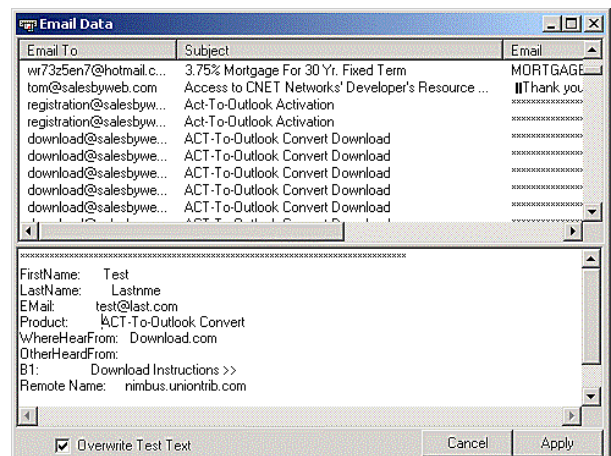 Email Data
Email To Subject Email
wr73z5en7@hotmail.c... 3.75% Mortgage For 30 Yr. Fixed Term MORTGAGE
tom@salesbyweb.com Access to CNET Networks' Developer's Resource ... Thank you
registration@salesbyw... Act-To-Outlook Activation ××××××××××××××
registration@salesbyw... Act-To-Outlook Activation
download@salesbywe... ACT-To-Outlook Convert Download
download@salesbywe... ACT-To-Outlook Convert Download
download@salesbywe... ACT-To-Outlook Convert Download
download@salesbywe... ACT-To-Outlook Convert Download
download@salesbywe... ACT-To-Outlook Convert Download
FirstName: Test
LastName: Lastnme
EMail: test@last.com
Product: ACT-To-Outlook Convert
WhereHearFrom: Download.com
OtherHeardFrom:
B1: Download Instructions >>
Remote Name: nimbus.uniontrib.com
Overwrite Test Text Cancel Apply